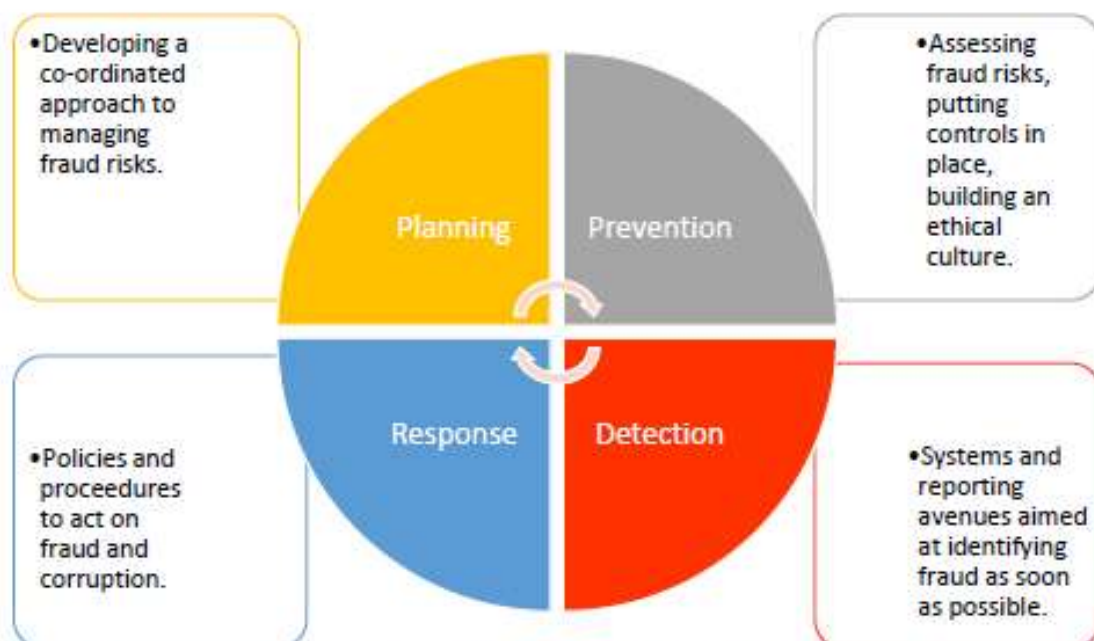 •Developing a
co-ordinated
approach to
managing
fraud risks.
•Assessing
fraud risks,
putting
controls in
place,
building an
ethical
culture.
Planning
Prevention
Response
Detection
•Policies and
proceedures
to act on
fraud and
corruption.
•Systems and
reporting
avenues aimed
at identifying
fraud as soon
as possible.